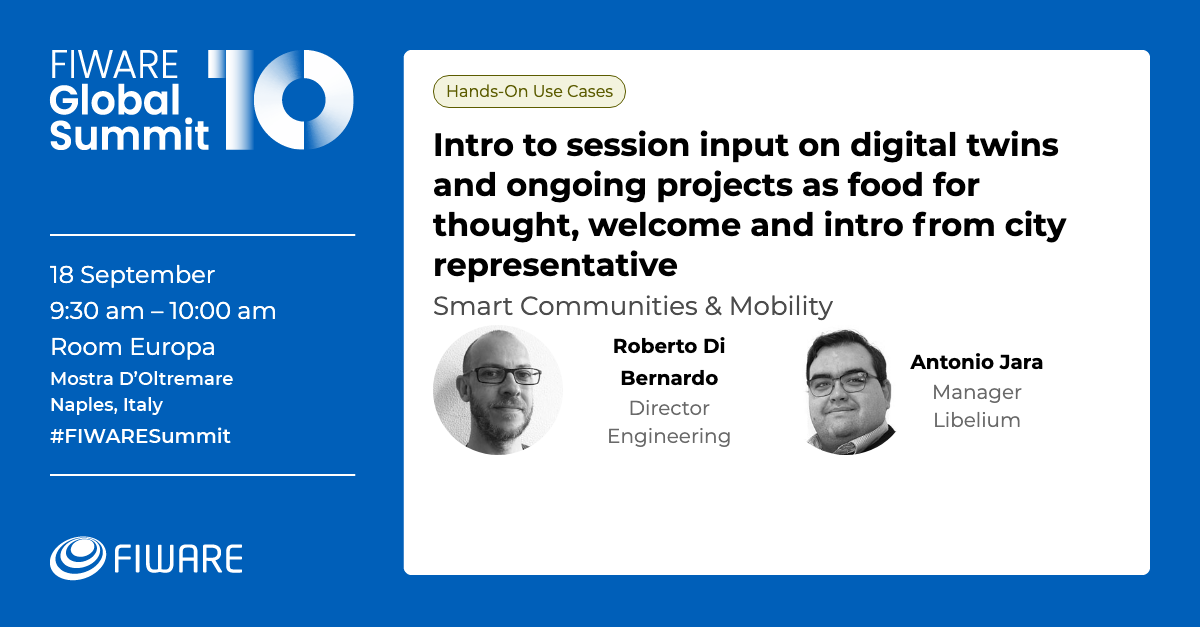 FIWARE
Global
Summit
10
18 September
9:30 am – 10:00 am
Room Europa
Mostra D’Oltremare
Naples, Italy
#FIWARESummit
FIWARE
Hands-On Use Cases
Intro to session input on digital twins
and ongoing projects as food for
thought, welcome and intro from city
representative
Smart Communities & Mobility
Roberto Di
Bernardo
Director
Engineering
Antonio Jara
Manager
Libelium